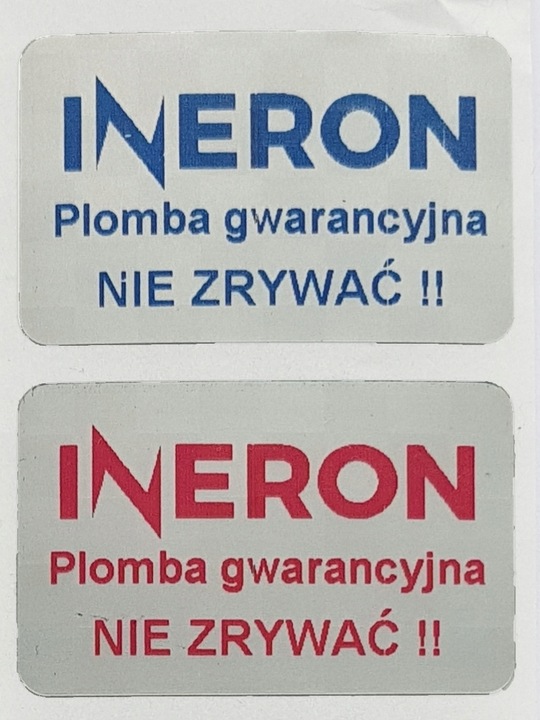 INERON
Plomba gwarancyjna
NIE ZRYWAĆ !!
INERON
Plomba gwarancyjna
NIE ZRYWAĆ !!